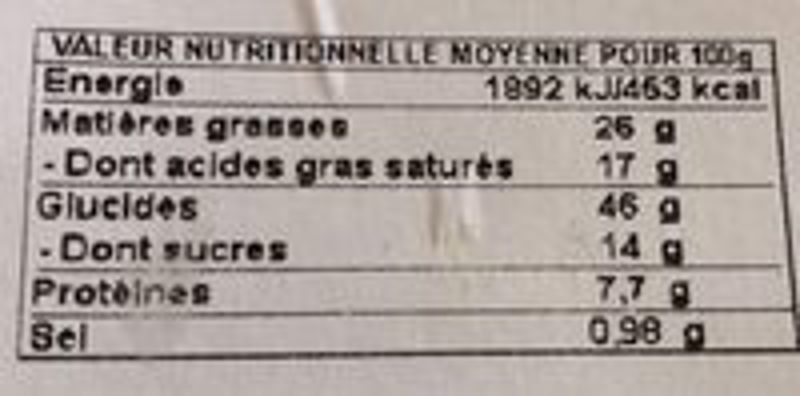 VALEUR NUTRITIONNELLE MOYENNE POUR 100g
Energie 1892 kJ/453 kcal
Matières grasses 26 g
- Dont acides gras saturés 17 g
Glucides 46 g
- Dont sucres 14 g
Protéines 7,7 g
Sel 0,98 g